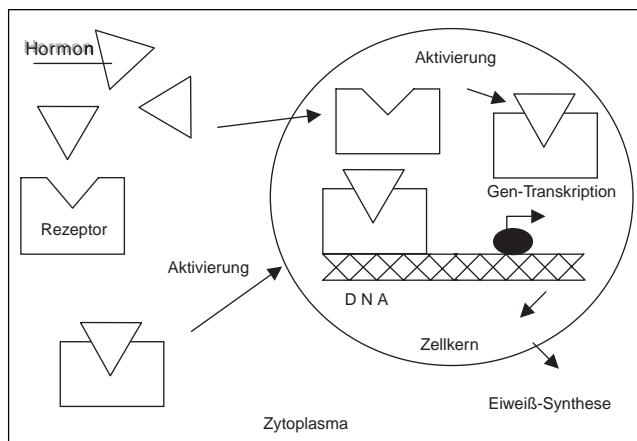 Hormon
Aktivierung
Rezeptor
Gen-Transkription
Aktivierung
D N A
Zellkern
Eiweiß-Synthese
Zytoplasma